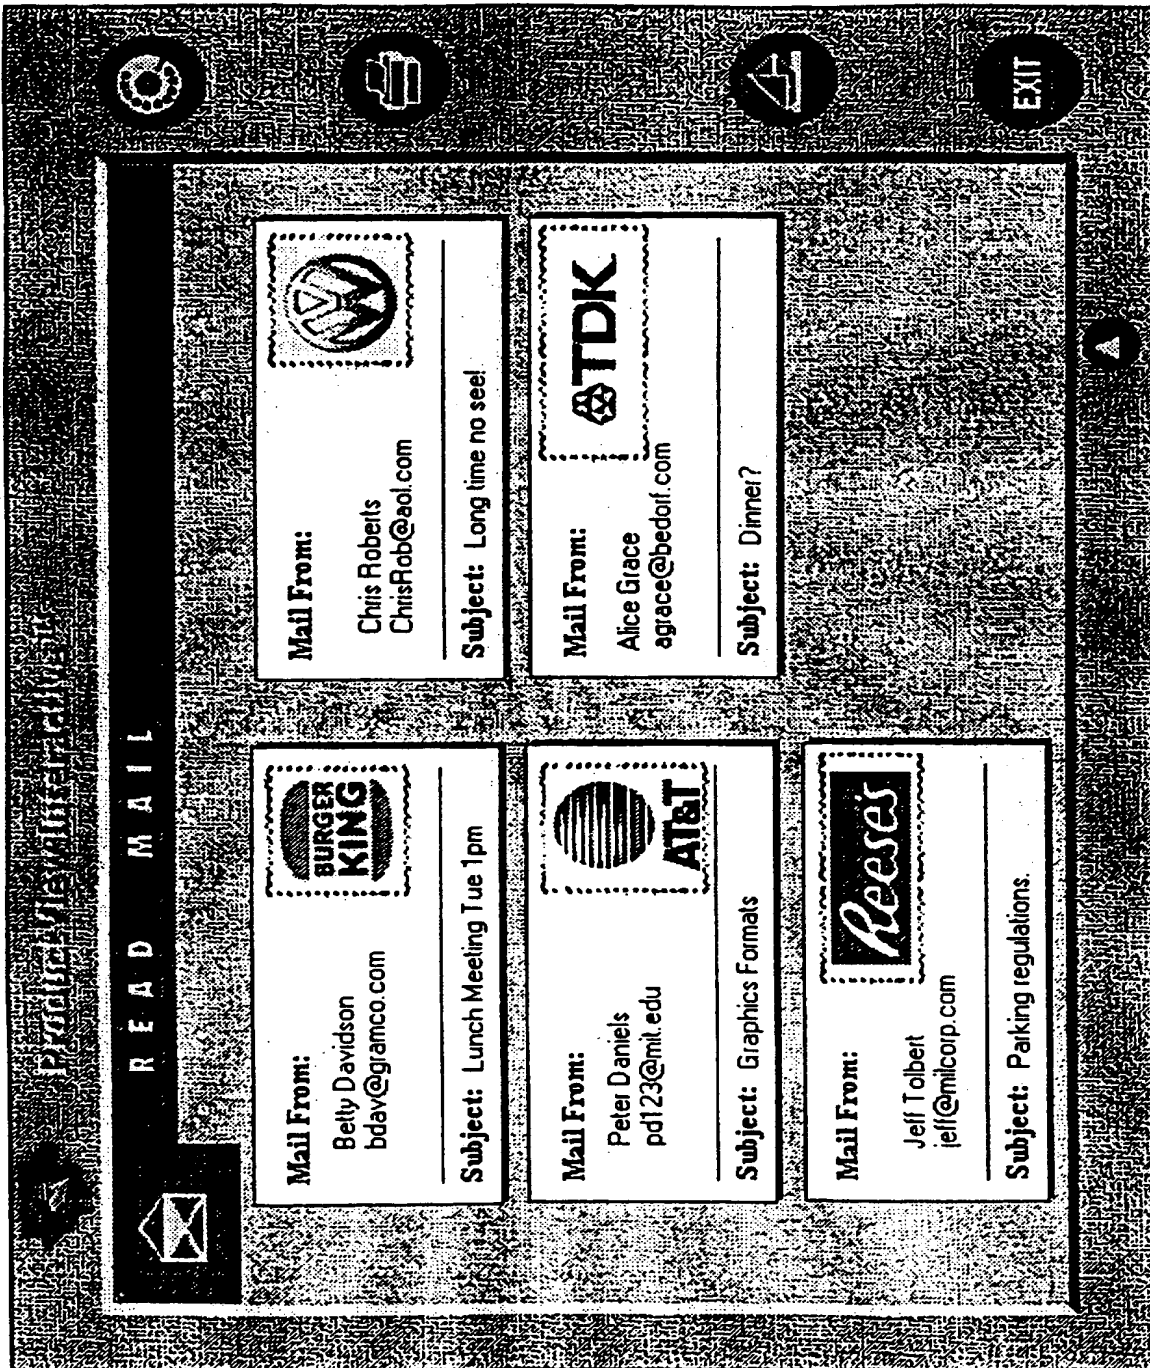 ProductViewInteractive
READ MAIL
Mail From:
BURGER
KING
Betty Davidson
bdav@gramco.com
Subject: Lunch Meeting Tue 1pm
Mail From:
Chris Roberts
ChrisRob@aol.com
Subject: Long time no see!
Mail From:
AT&T
Peter Daniels
pd123@mit.edu
Subject: Graphics Formats
Mail From:
TDK
Alice Grace
agrace@bedorf.com
Subject: Dinner?
Mail From:
Reese's
Jeff Tolbert
jeff@milcorp.com
Subject: Parking regulations.
EXIT